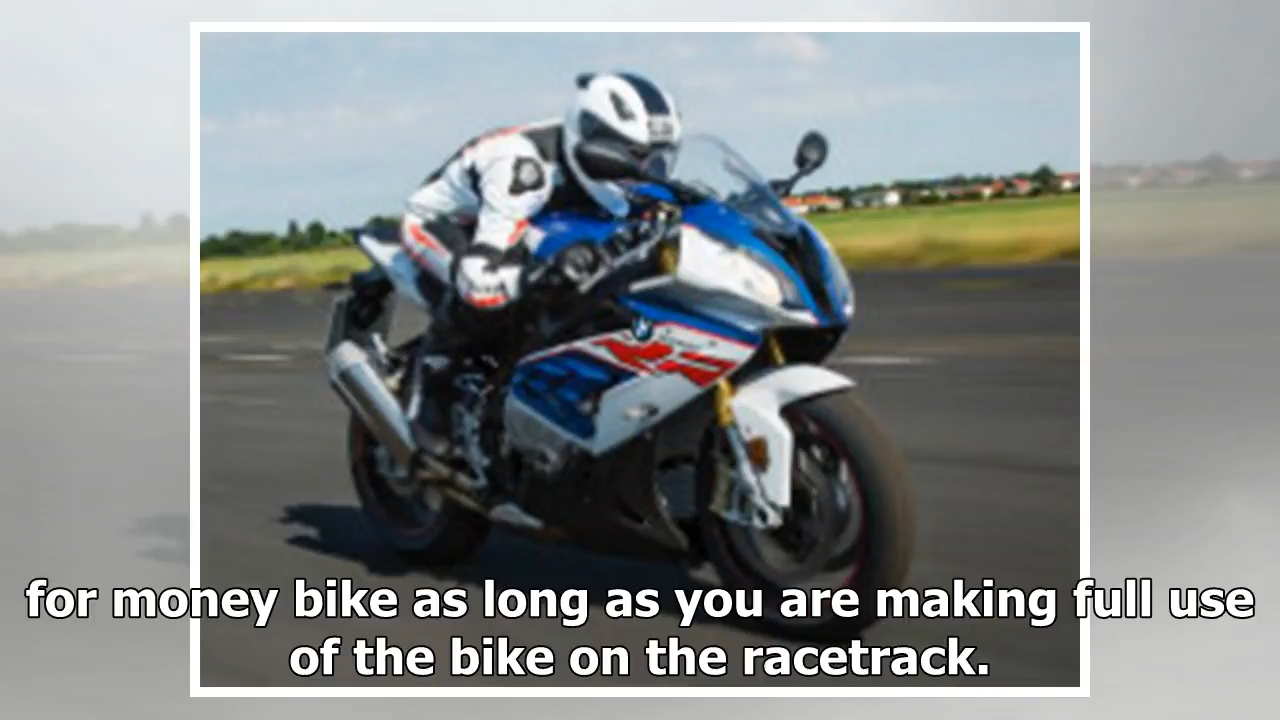 for money bike as long as you are making full use
of the bike on the racetrack.